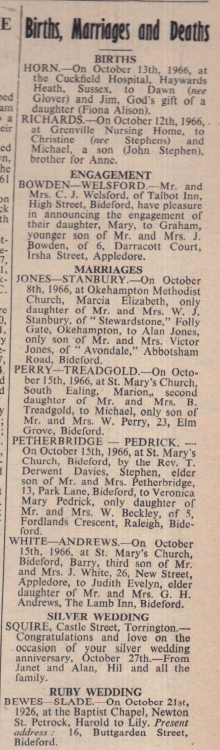 Births, Marriages and Deaths
BIRTHS
HORN.—On October 13th, 1966, at
the Cuckfield Hospital, Haywards
Heath, Sussex, to Dawn (nee
Glover) and Jim, God's gift of a
daughter (Fiona Alison).
RICHARDS.—On October 12th, 1966,
at Grenville Nursing Home, to
Christine (nee Stephens) and
Michael, a son (John Stephen),
brother for Anne.
ENGAGEMENT
BOWDEN—WELSFORD.—Mr. and
Mrs. C. J. Welsford, of Talbot Inn,
High Street, Bideford, have pleasure
in announcing the engagement of
their daughter, Mary, to Graham,
younger son of Mr. and Mrs. J.
Bowden, of 6, Darracott Court,
Irsha Street, Appledore.
MARRIAGES
JONES—STANBURY.—On October
8th, 1966, at Okehampton Methodist
Church, Marcia Elizabeth, only
daughter of Mr. and Mrs. W. J.
Stanbury, of "Stewardstone," Folly
Gate, Okehampton, to Alan Jones,
only son of Mr. and Mrs. Victor
Jones, of "Avondale," Abbotsham
Road, Bideford.
PERRY—TREADGOLD.—On October
15th, 1966, at St. Mary's Church,
South Ealing, Marion, second
daughter of Mr. and Mrs. B.
Treadgold, to Michael, only son of
Mr. and Mrs. W. Perry, 23, Elm
Grove, Bideford.
PETHERBRIDGE — PEDRICK. —
On October 15th, 1966, at St. Mary's
Church, Bideford, by the Rev. T.
Derwent Davies, Stephen, elder
son of Mr. and Mrs. Petherbridge,
13, Park Lane, Bideford, to Veronica
Mary Pedrick, only daughter of
Mr. and Mrs. W. Beckley, of 5,
Fordlands Crescent, Raleigh, Bide-
ford.
WHITE—ANDREWS.—On October
15th, 1966, at St. Mary's Church,
Bideford, Barry, third son of Mr.
and Mrs. J. White, 26, New Street,
Appledore, to Judith Evelyn, elder
daughter of Mr. and Mrs. G. H.
Andrews, The Lamb Inn, Bideford.
SILVER WEDDING
SQUIRE, Castle Street, Torrington.—
Congratulations and love on the
occasion of your silver wedding
anniversary, October 27th.—From
Janet and Alan, Hil and all the
family.
RUBY WEDDING
BEWES—SLADE.—On October 21st,
1926, at the Baptist Chapel, Newton
St. Petrock, Harold to Lily. Present
address: 16, Buttgarden Street,
Bideford.